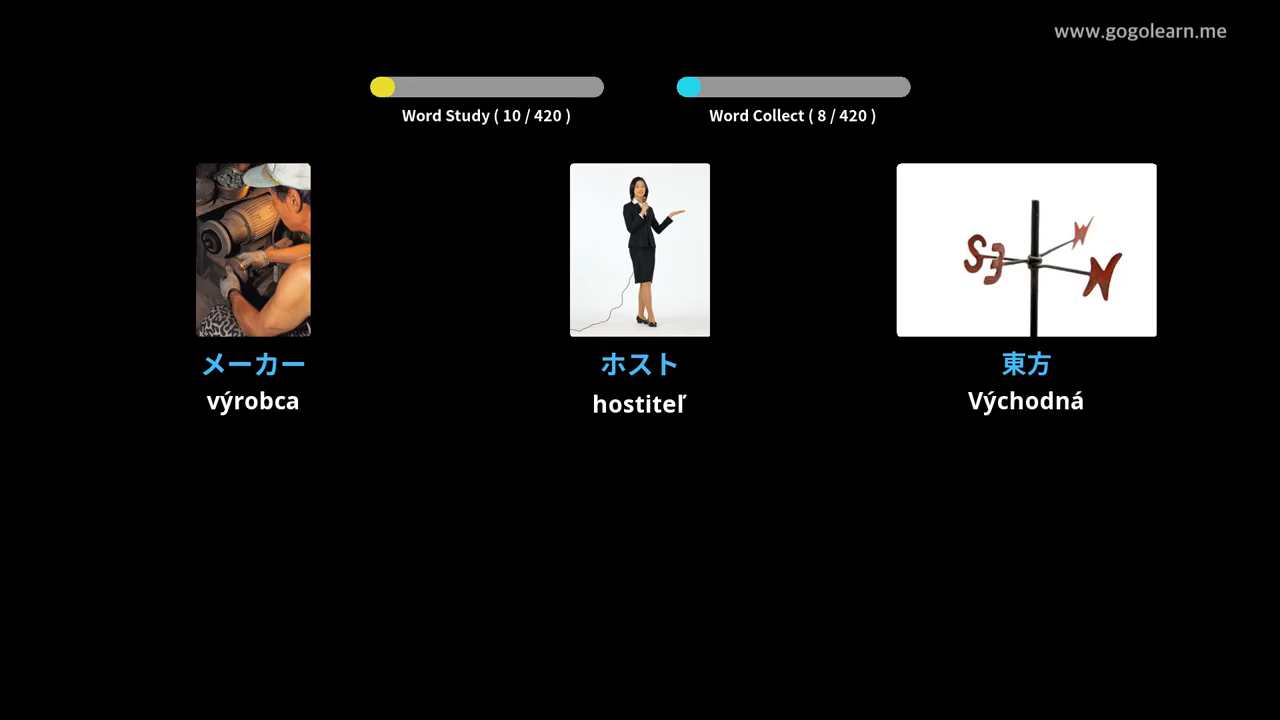 www.gogolearn.me
Word Study ( 10 / 420 )
Word Collect ( 8 / 420 )
メーカー
výrobca
ホスト
hostiteľ
東方
Východná